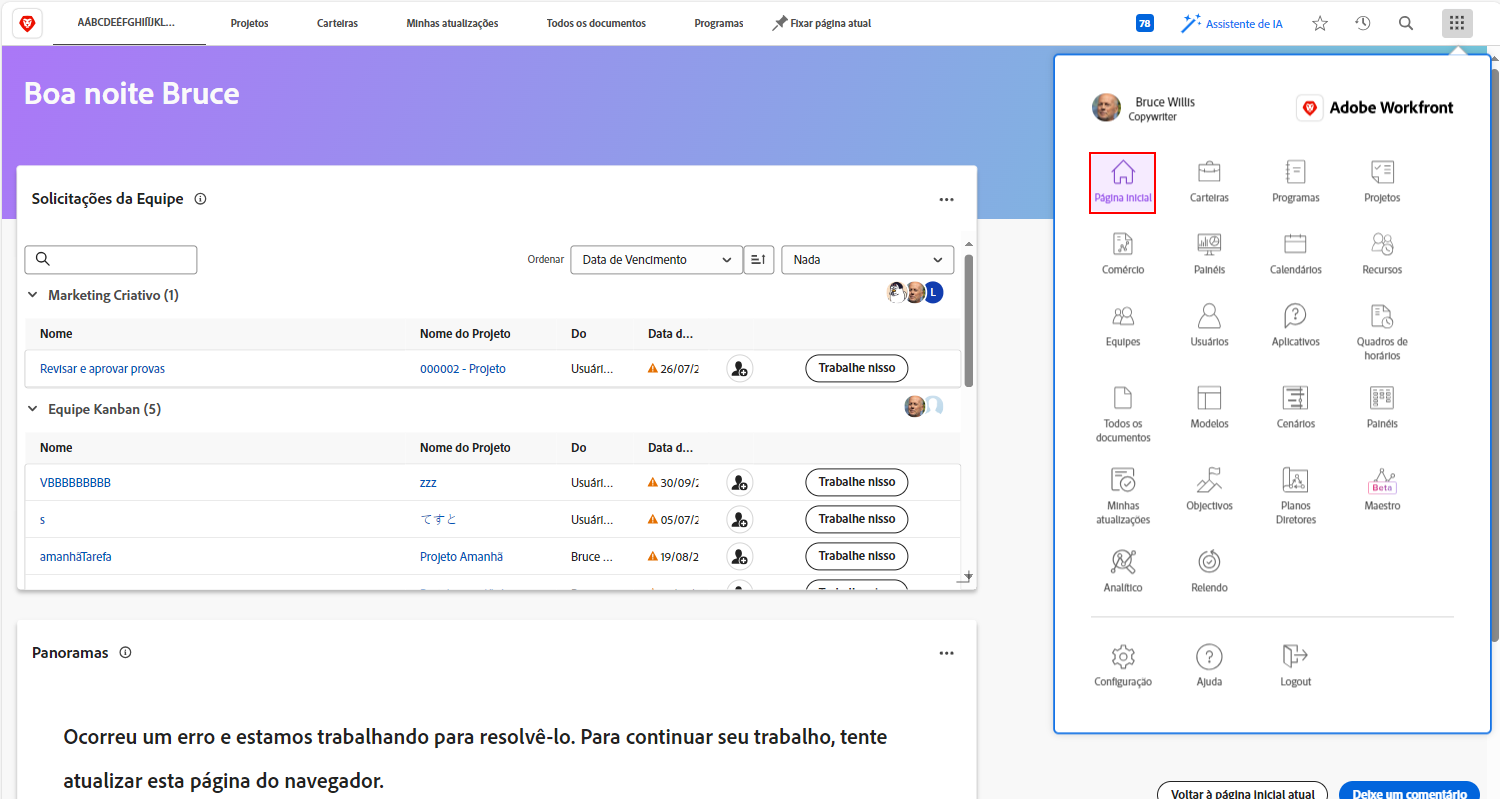 AÁBCDEÉFGHIÍÎJKL...
Projetos
Carteiras
Minhas atualizações
Todos os documentos
Programas
Fixar página atual
78
Assistente de IA
Boa noite Bruce
Bruce Willis
Copywriter
Adobe Workfront
Página inicial
Carteiras
Programas
Projetos
Comércio
Painéis
Calendários
Recursos
Equipes
Usuários
Aplicativos
Quadros de
horários
Todos os
documentos
Modelos
Cenários
Painéis
Minhas
atualizações
Objectivos
Planos
Diretores
Beta
Maestro
Analítico
Relendo
Configuração
Ajuda
Logout
Solicitações da Equipe
Ordenar
Data de Vencimento
Nada
Marketing Criativo (1)
L
Nome
Nome do Projeto
Do
Data d...
Revisar e aprovar provas
000002 - Projeto
Usuári...
26/07/2
Trabalhe nisso
Equipe Kanban (5)
Nome
Nome do Projeto
Do
Data d...
VBBBBBBBBB
zzz
Usuári...
30/09/2
Trabalhe nisso
s
てすと
Usuári...
05/07/2
Trabalhe nisso
amanhãTarefa
Projeto Amanhã
Bruce ...
19/08/2
Trabalhe nisso
Trabalhe nisso
Panoramas
Ocorreu um erro e estamos trabalhando para resolvê-lo. Para continuar seu trabalho, tente
atualizar esta página do navegador.
Voltar à página inicial atual
Deixe um comentário